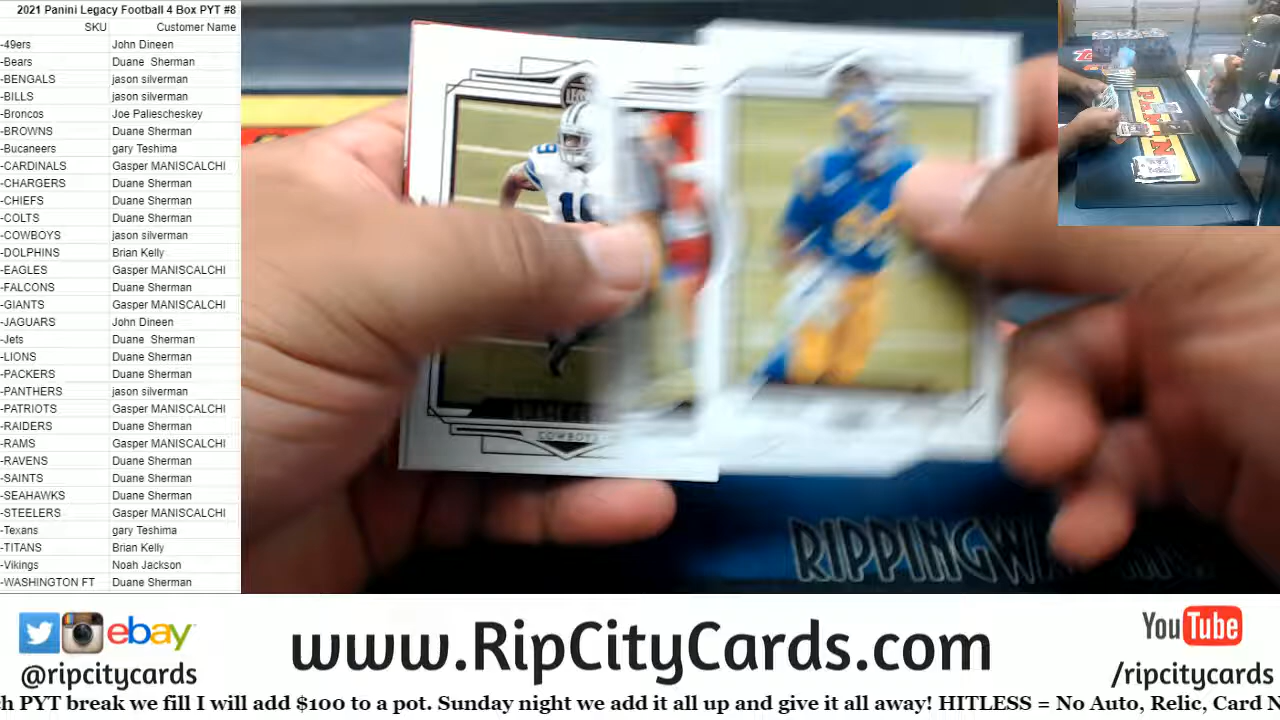 2021 Panini Legacy Football 4 Box PYT #8
SKU Customer Name
-49ers John Dineen
-Bears Duane Sherman
-BENGALS jason silverman
-BILLS jason silverman
-Broncos Joe Paliescheskey
-BROWNS Duane Sherman
-Bucaneers gary Teshima
-CARDINALS Gasper MANISCALCHI
-CHARGERS Duane Sherman
-CHIEFS Duane Sherman
-COLTS Duane Sherman
-COWBOYS jason silverman
-DOLPHINS Brian Kelly
-EAGLES Gasper MANISCALCHI
-FALCONS Duane Sherman
-GIANTS Gasper MANISCALCHI
-JAGUARS John Dineen
-Jets Duane Sherman
-LIONS Duane Sherman
-PACKERS Duane Sherman
-PANTHERS jason silverman
-PATRIOTS Gasper MANISCALCHI
-RAIDERS Duane Sherman
-RAMS Gasper MANISCALCHI
-RAVENS Duane Sherman
-SAINTS Duane Sherman
-SEAHAWKS Duane Sherman
-STEELERS Gasper MANISCALCHI
-Texans gary Teshima
-TITANS Brian Kelly
-Vikings Noah Jackson
-WASHINGTON FT Duane Sherman
COWBOYS
RIPPINGW
PANINI
ebay
@ripcitycards
www.RipCityCards.com
YouTube
/ripcitycards
ch PYT break we fill I will add $100 to a pot. Sunday night we add it all up and give it all away! HITLESS = No Auto, Relic, Card N